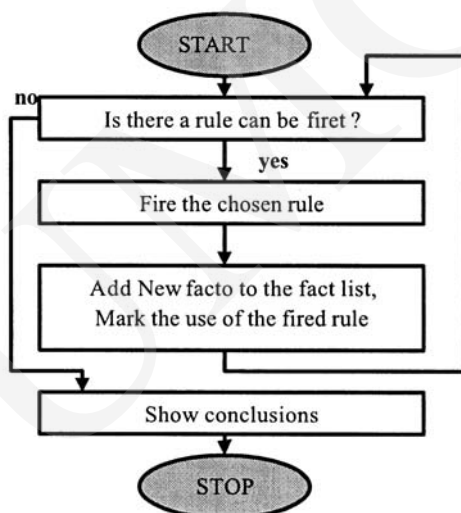 START
no
Is there a rule can be firet ?
yes
Fire the chosen rule
Add New facto to the fact list,
Mark the use of the fired rule
Show conclusions
STOP